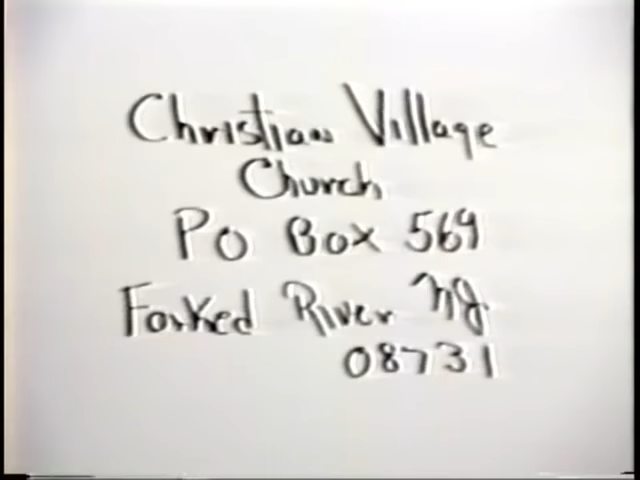 Christian Village
Church
PO Box 569
Forked River NJ.
08731